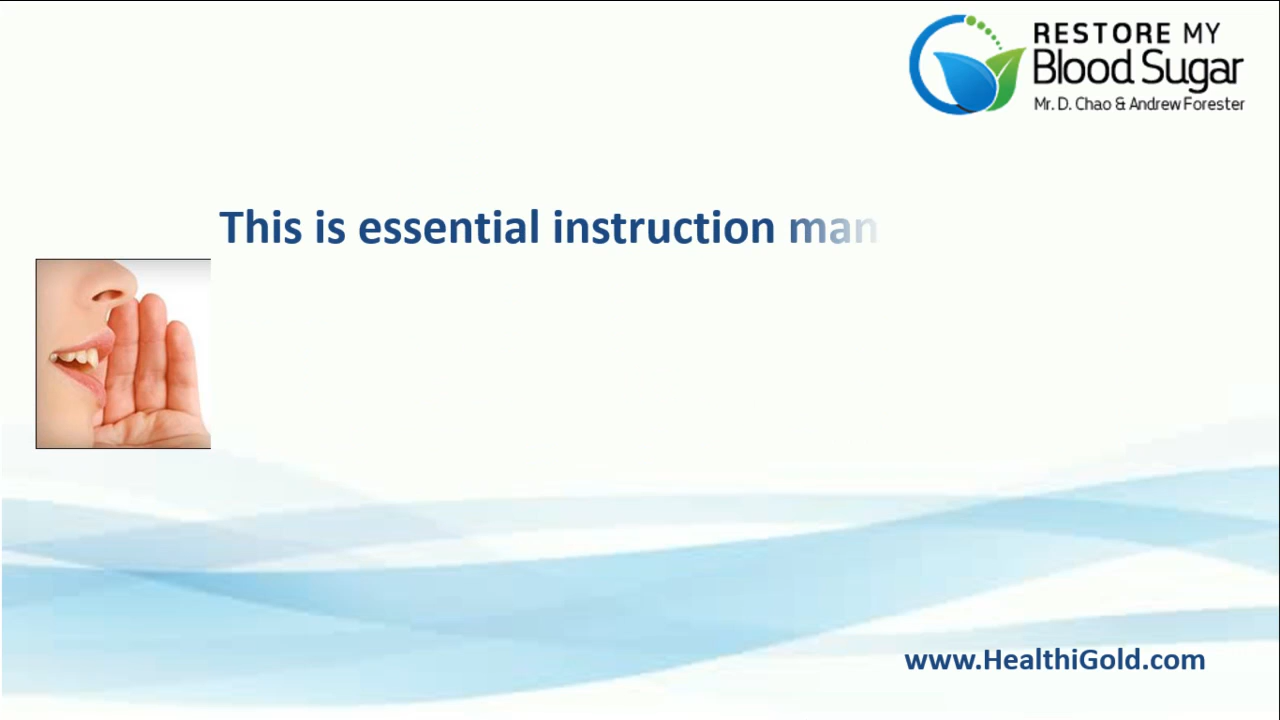 RESTORE MY
Blood Sugar
Mr. D. Chao & Andrew Forester
This is essential instruction man
www.HealthiGold.com